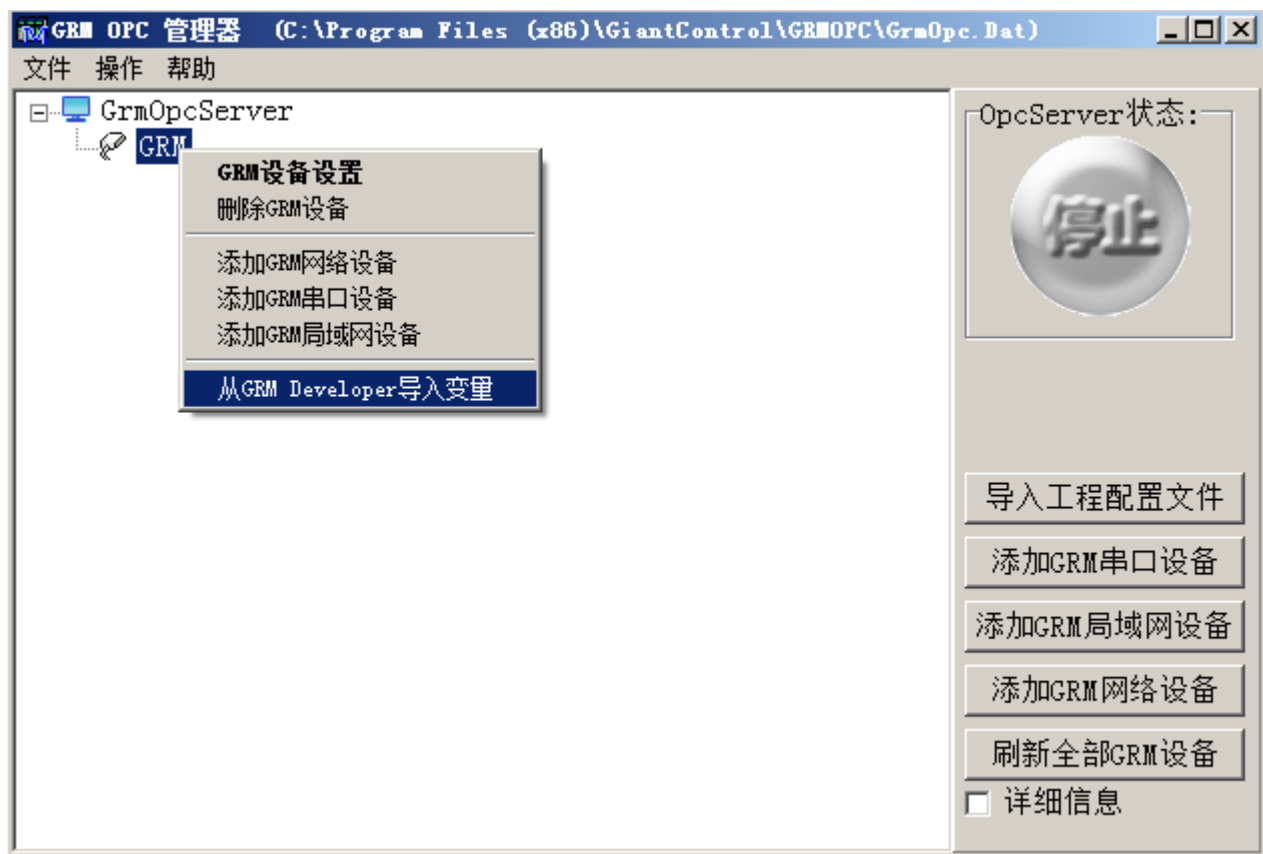 GRM OPC 管理器 (C:\Program Files (x86)\GiantControl\GRMOPC\GrmOpc.Dat)
文件 操作 帮助
GrmOpcServer
GRM
GRM设备设置
删除GRM设备
添加GRM网络设备
添加GRM串口设备
添加GRM局域网设备
从GRM Developer导入变量
OpcServer状态:
停止
导入工程配置文件
添加GRM串口设备
添加GRM局域网设备
添加GRM网络设备
刷新全部GRM设备
详细信息